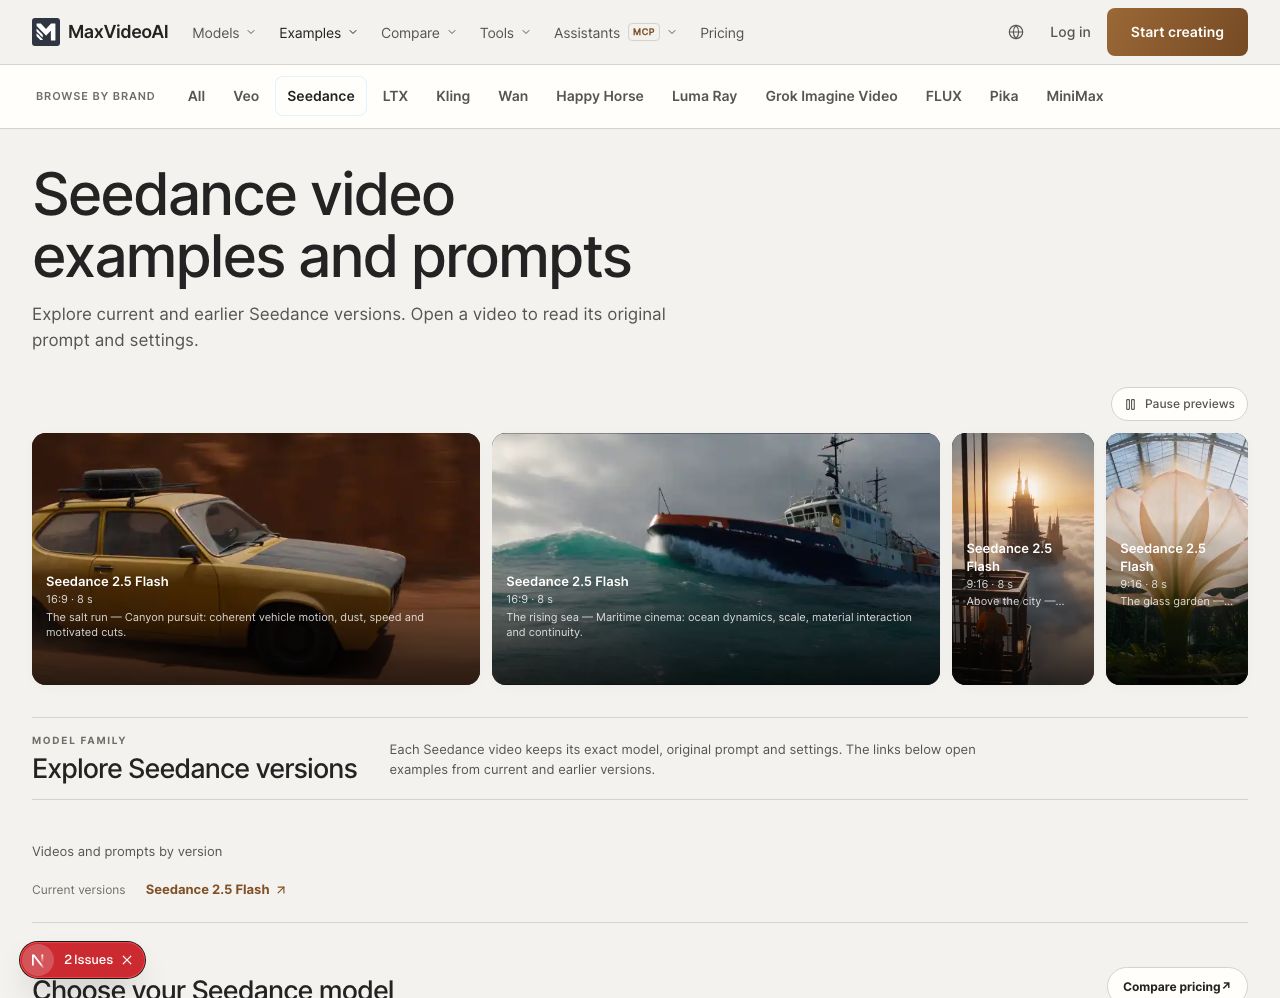 MaxVideoAI Models Examples Compare Tools Assistants MCP Pricing Log in Start creating
BROWSE BY BRAND All Veo Seedance LTX Kling Wan Happy Horse Luma Ray Grok Imagine Video FLUX Pika MiniMax
Seedance video
examples and prompts
Explore current and earlier Seedance versions. Open a video to read its original
prompt and settings.
Pause previews
Seedance 2.5 Flash
16:9 · 8 s
The salt run — Canyon pursuit: coherent vehicle motion, dust, speed and
motivated cuts.
Seedance 2.5 Flash
16:9 · 8 s
The rising sea — Maritime cinema: ocean dynamics, scale, material interaction
and continuity.
Seedance 2.5
Flash
9:16 · 8 s
Above the city —...
Seedance 2.5
Flash
9:16 · 8 s
The glass garden —...
MODEL FAMILY
Explore Seedance versions
Each Seedance video keeps its exact model, original prompt and settings. The links below open
examples from current and earlier versions.
Videos and prompts by version
Current versions Seedance 2.5 Flash ↗
2 Issues
Choose your Seedance model
Compare pricing↗